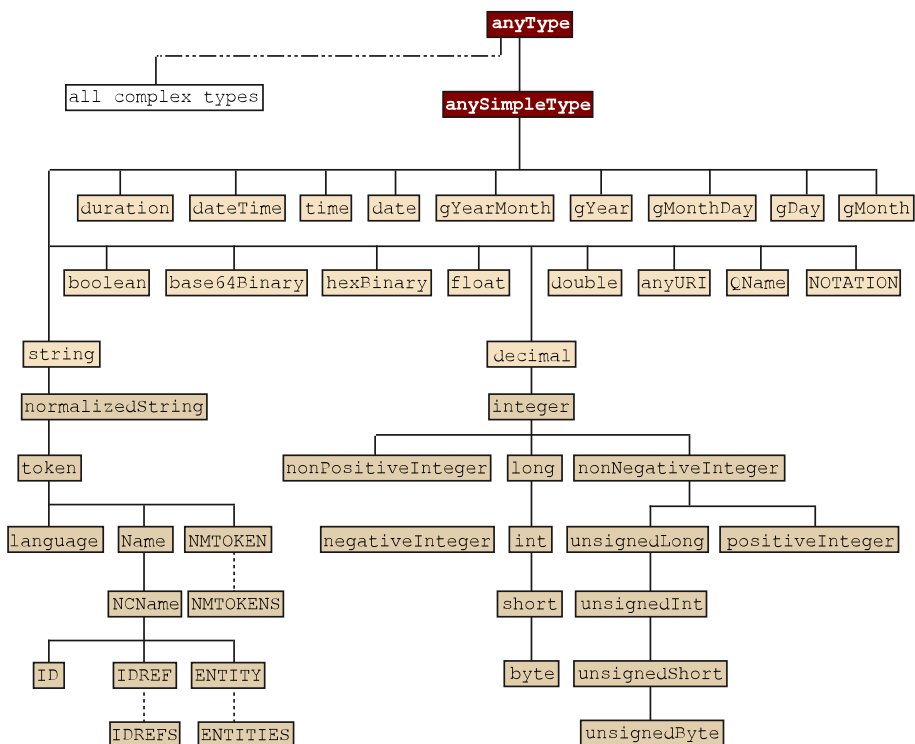 anyType
all complex types
anySimpleType
duration dateTime time date gYearMonth gYear gMonthDay gDay gMonth
boolean base64Binary hexBinary float double anyURI QName NOTATION
string decimal
normalizedString integer
token nonPositiveInteger long nonNegativeInteger
language Name NMTOKEN negativeInteger int unsignedLong positiveInteger
NCName NMTOKENS short unsignedInt
ID IDREF ENTITY byte unsignedShort
IDREFS ENTITIES unsignedByte